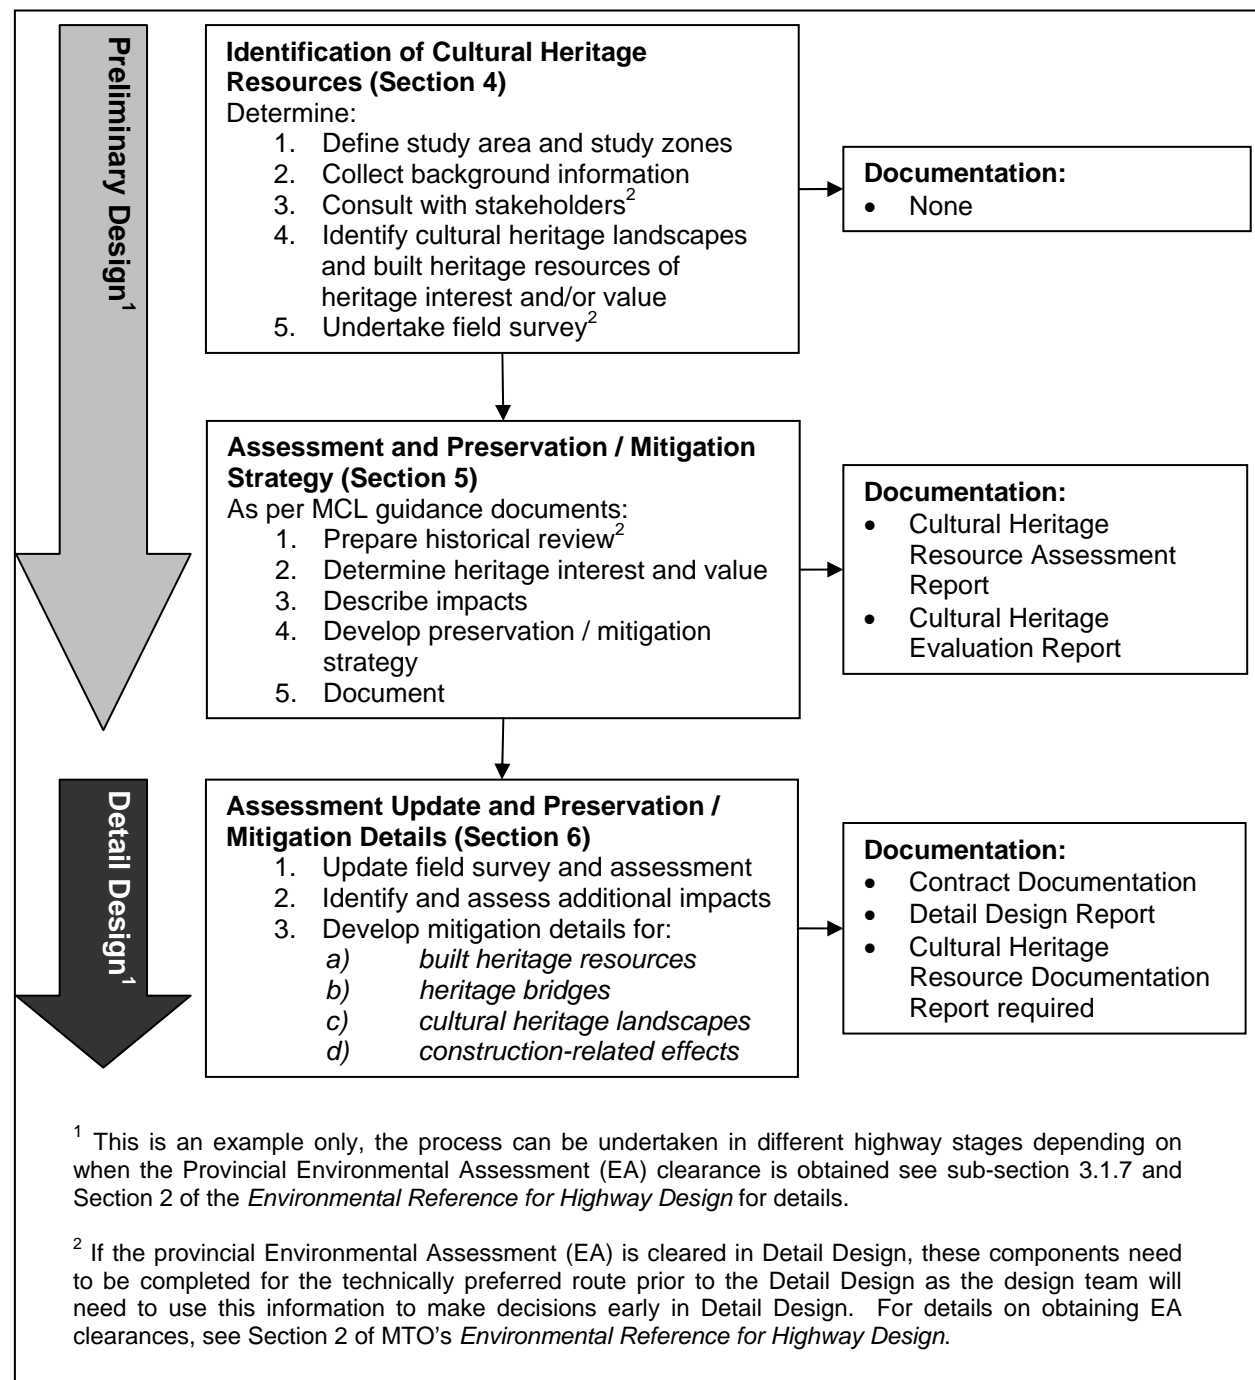 Preliminary Design¹
Identification of Cultural Heritage
Resources (Section 4)
Determine:
1. Define study area and study zones
2. Collect background information
3. Consult with stakeholders²
4. Identify cultural heritage landscapes
and built heritage resources of
heritage interest and/or value
5. Undertake field survey²
Documentation:
• None
Assessment and Preservation / Mitigation
Strategy (Section 5)
As per MCL guidance documents:
1. Prepare historical review²
2. Determine heritage interest and value
3. Describe impacts
4. Develop preservation / mitigation
strategy
5. Document
Documentation:
• Cultural Heritage
Resource Assessment
Report
• Cultural Heritage
Evaluation Report
Detail Design¹
Assessment Update and Preservation /
Mitigation Details (Section 6)
1. Update field survey and assessment
2. Identify and assess additional impacts
3. Develop mitigation details for:
a) built heritage resources
b) heritage bridges
c) cultural heritage landscapes
d) construction-related effects
Documentation:
• Contract Documentation
• Detail Design Report
• Cultural Heritage
Resource Documentation
Report required
¹ This is an example only, the process can be undertaken in different highway stages depending on
when the Provincial Environmental Assessment (EA) clearance is obtained see sub-section 3.1.7 and
Section 2 of the Environmental Reference for Highway Design for details.
² If the provincial Environmental Assessment (EA) is cleared in Detail Design, these components need
to be completed for the technically preferred route prior to the Detail Design as the design team will
need to use this information to make decisions early in Detail Design. For details on obtaining EA
clearances, see Section 2 of MTO's Environmental Reference for Highway Design.